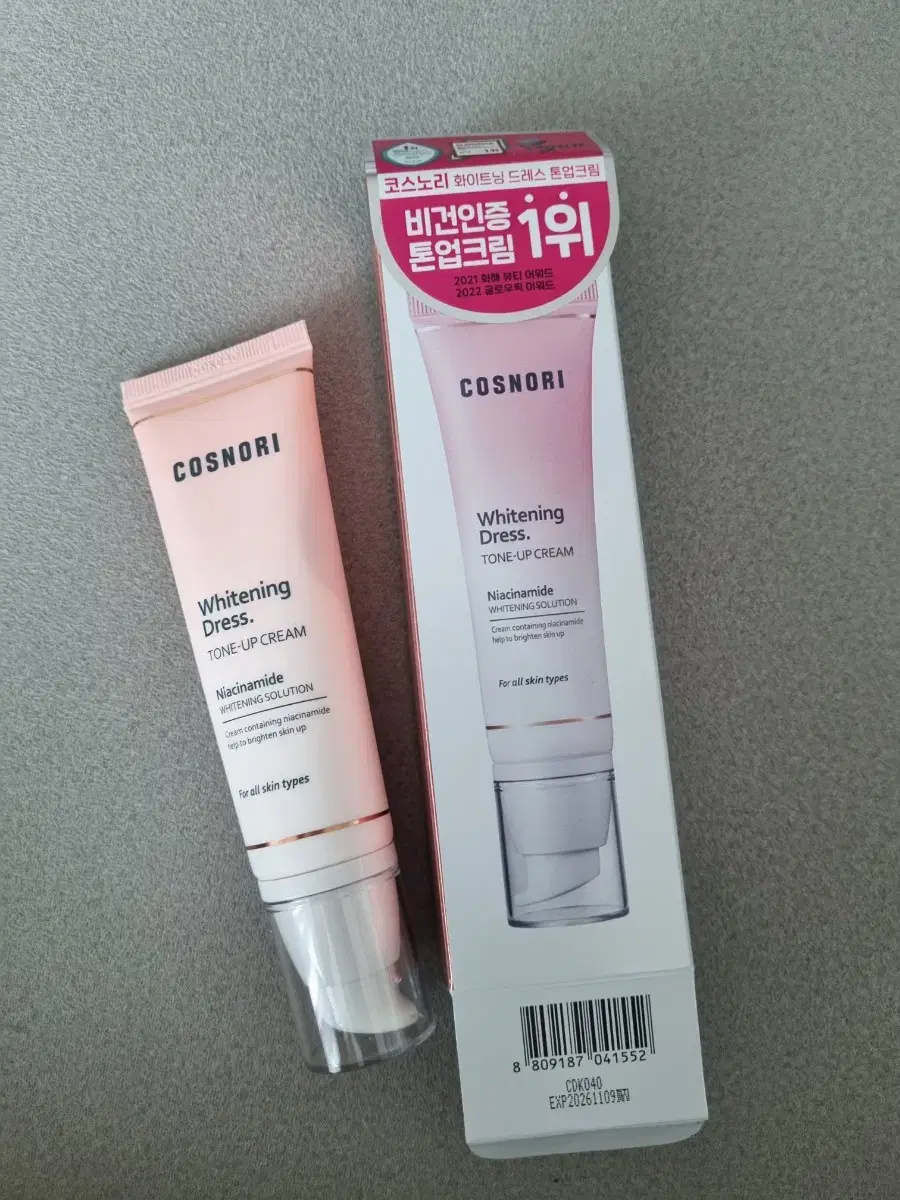 COSNORI
Whitening
Dress.
TONE-UP CREAM
Niacinamide
WHITENING SOLUTION
Cream containing niacinamide
help to brighten skin up
For all skin types
코스노리 화이트닝 드레스 톤업크림
비건인증
톤업크림
1위
2021 화해 뷰티 어워드
2022 글로우픽 어워드
COSNORI
Whitening
Dress.
TONE-UP CREAM
Niacinamide
WHITENING SOLUTION
Cream containing niacinamide
help to brighten skin up
For all skin types
8 809187 041552
CDK040
EXP20261109까지